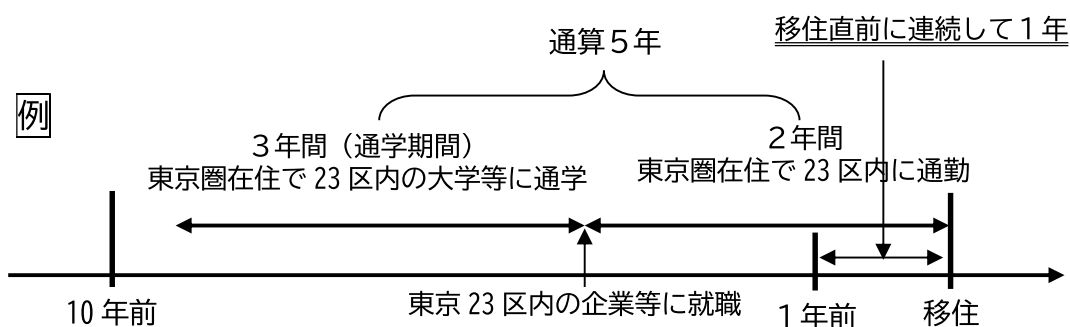 移住直前に連続して１年
通算５年
例
３年間（通学期間）
東京圏在住で 23 区内の大学等に通学
２年間
東京圏在住で 23 区内に通勤
10 年前
東京 23 区内の企業等に就職
１年前
移住